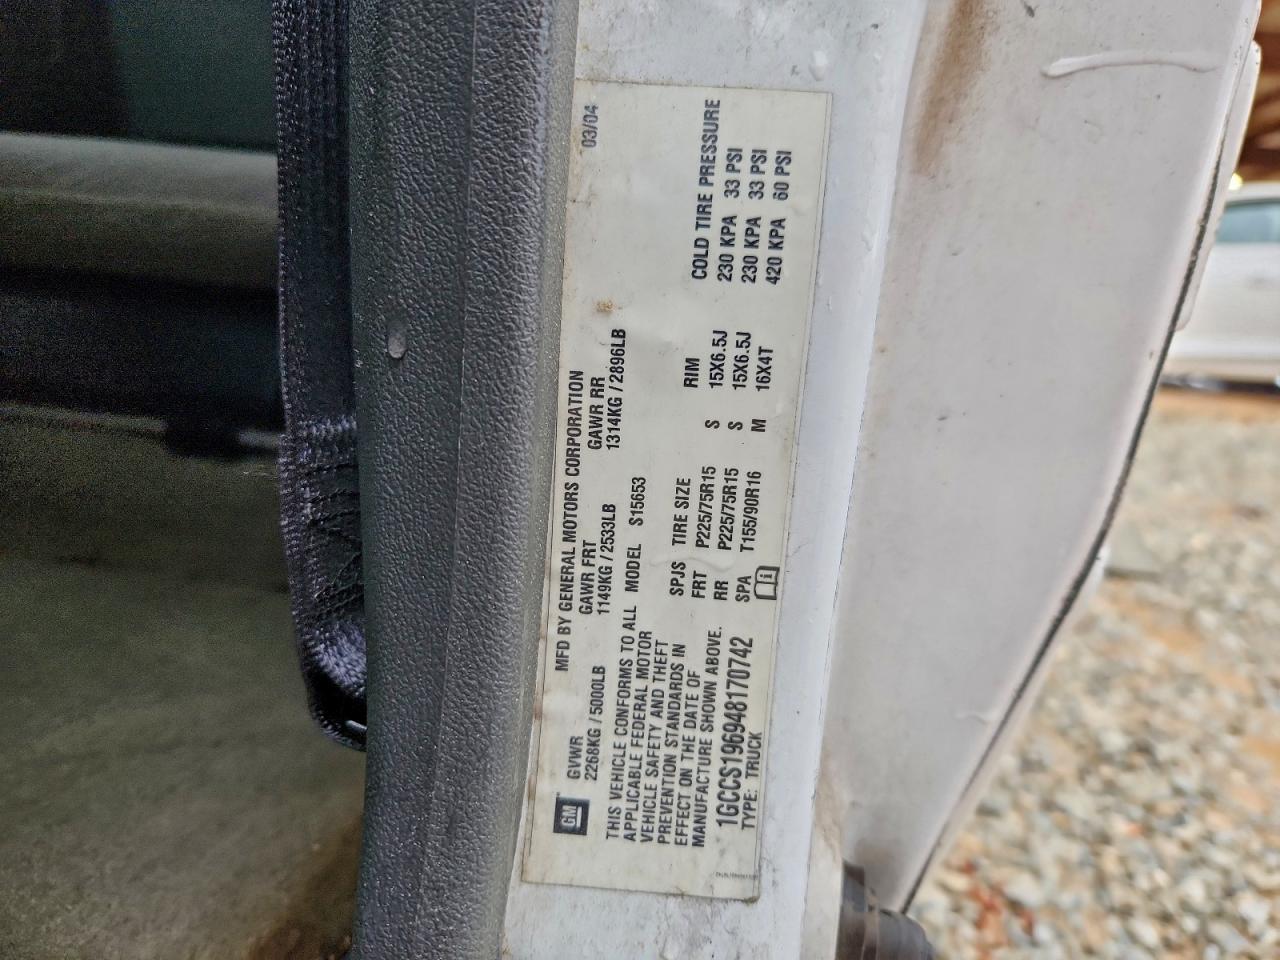 GM
MFD BY GENERAL MOTORS CORPORATION
03/04
GVWR GAWR FRT GAWR RR
2268KG / 5000LB 1149KG / 2533LB 1314KG / 2896LB
THIS VEHICLE CONFORMS TO ALL
APPLICABLE FEDERAL MOTOR
VEHICLE SAFETY AND THEFT
PREVENTION STANDARDS IN
EFFECT ON THE DATE OF
MANUFACTURE SHOWN ABOVE.
1GCCS196948170742
TYPE: TRUCK
MODEL S15653
SPJS TIRE SIZE RIM COLD TIRE PRESSURE
FRT P225/75R15 S 15X6.5J 230 KPA 33 PSI
RR P225/75R15 S 15X6.5J 230 KPA 33 PSI
SPA T155/90R16 M 16X4T 420 KPA 60 PSI